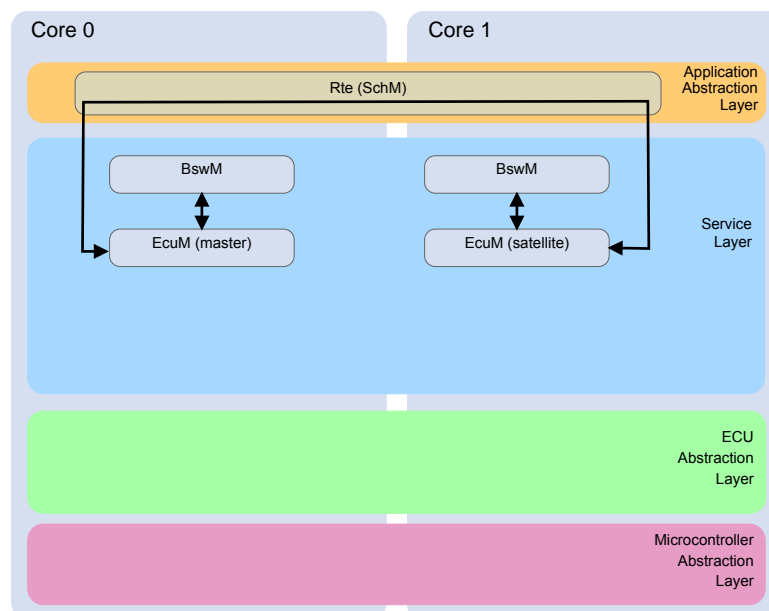 Core 0
Core 1
Rte (SchM)
Application
Abstraction
Layer
BswM
BswM
EcuM (master)
EcuM (satellite)
Service
Layer
ECU
Abstraction
Layer
Microcontroller
Abstraction
Layer